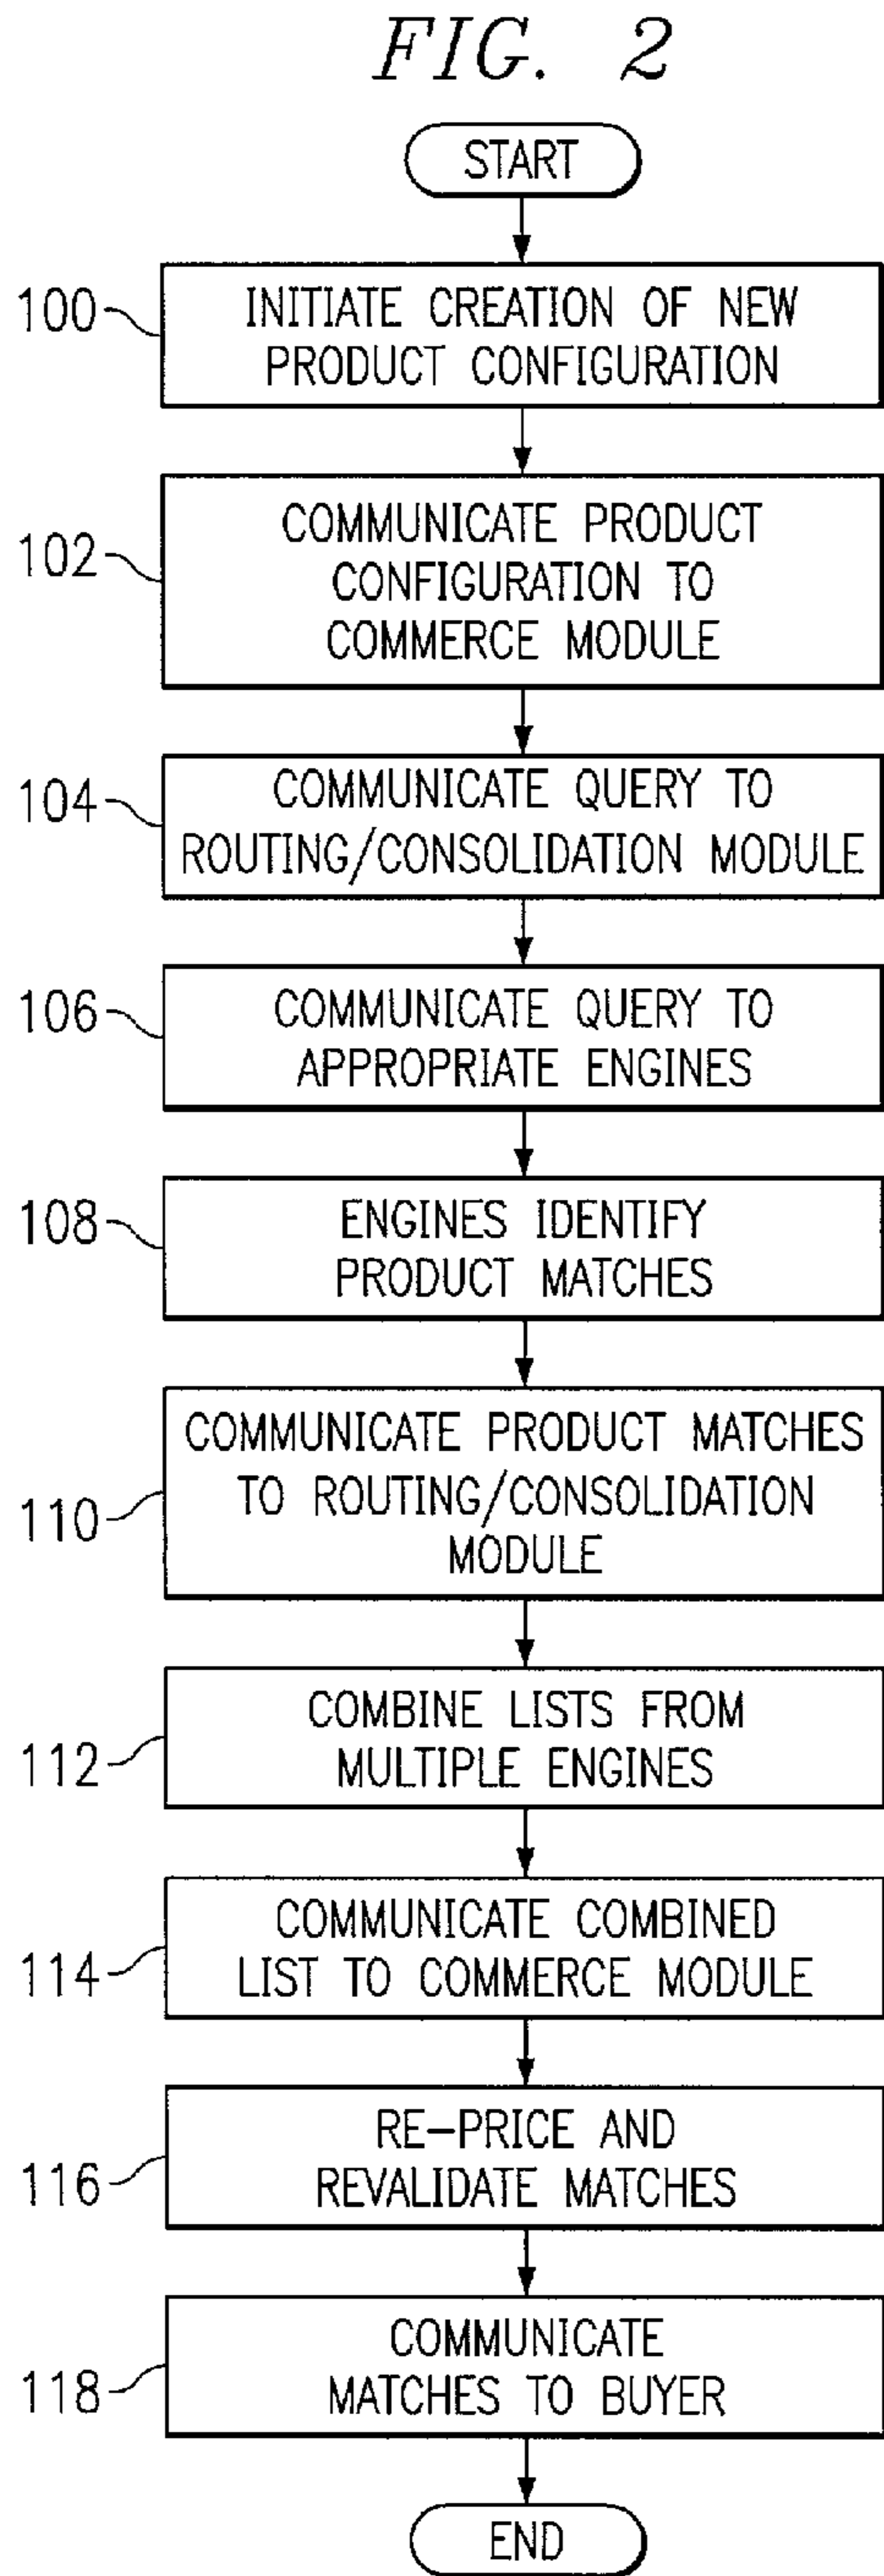 FIG. 2
START
100
INITIATE CREATION OF NEW
PRODUCT CONFIGURATION
102
COMMUNICATE PRODUCT
CONFIGURATION TO
COMMERCE MODULE
104
COMMUNICATE QUERY TO
ROUTING/CONSOLIDATION MODULE
106
COMMUNICATE QUERY TO
APPROPRIATE ENGINES
108
ENGINES IDENTIFY
PRODUCT MATCHES
110
COMMUNICATE PRODUCT MATCHES
TO ROUTING/CONSOLIDATION
MODULE
112
COMBINE LISTS FROM
MULTIPLE ENGINES
114
COMMUNICATE COMBINED
LIST TO COMMERCE MODULE
116
RE-PRICE AND
REVALIDATE MATCHES
118
COMMUNICATE
MATCHES TO BUYER
END